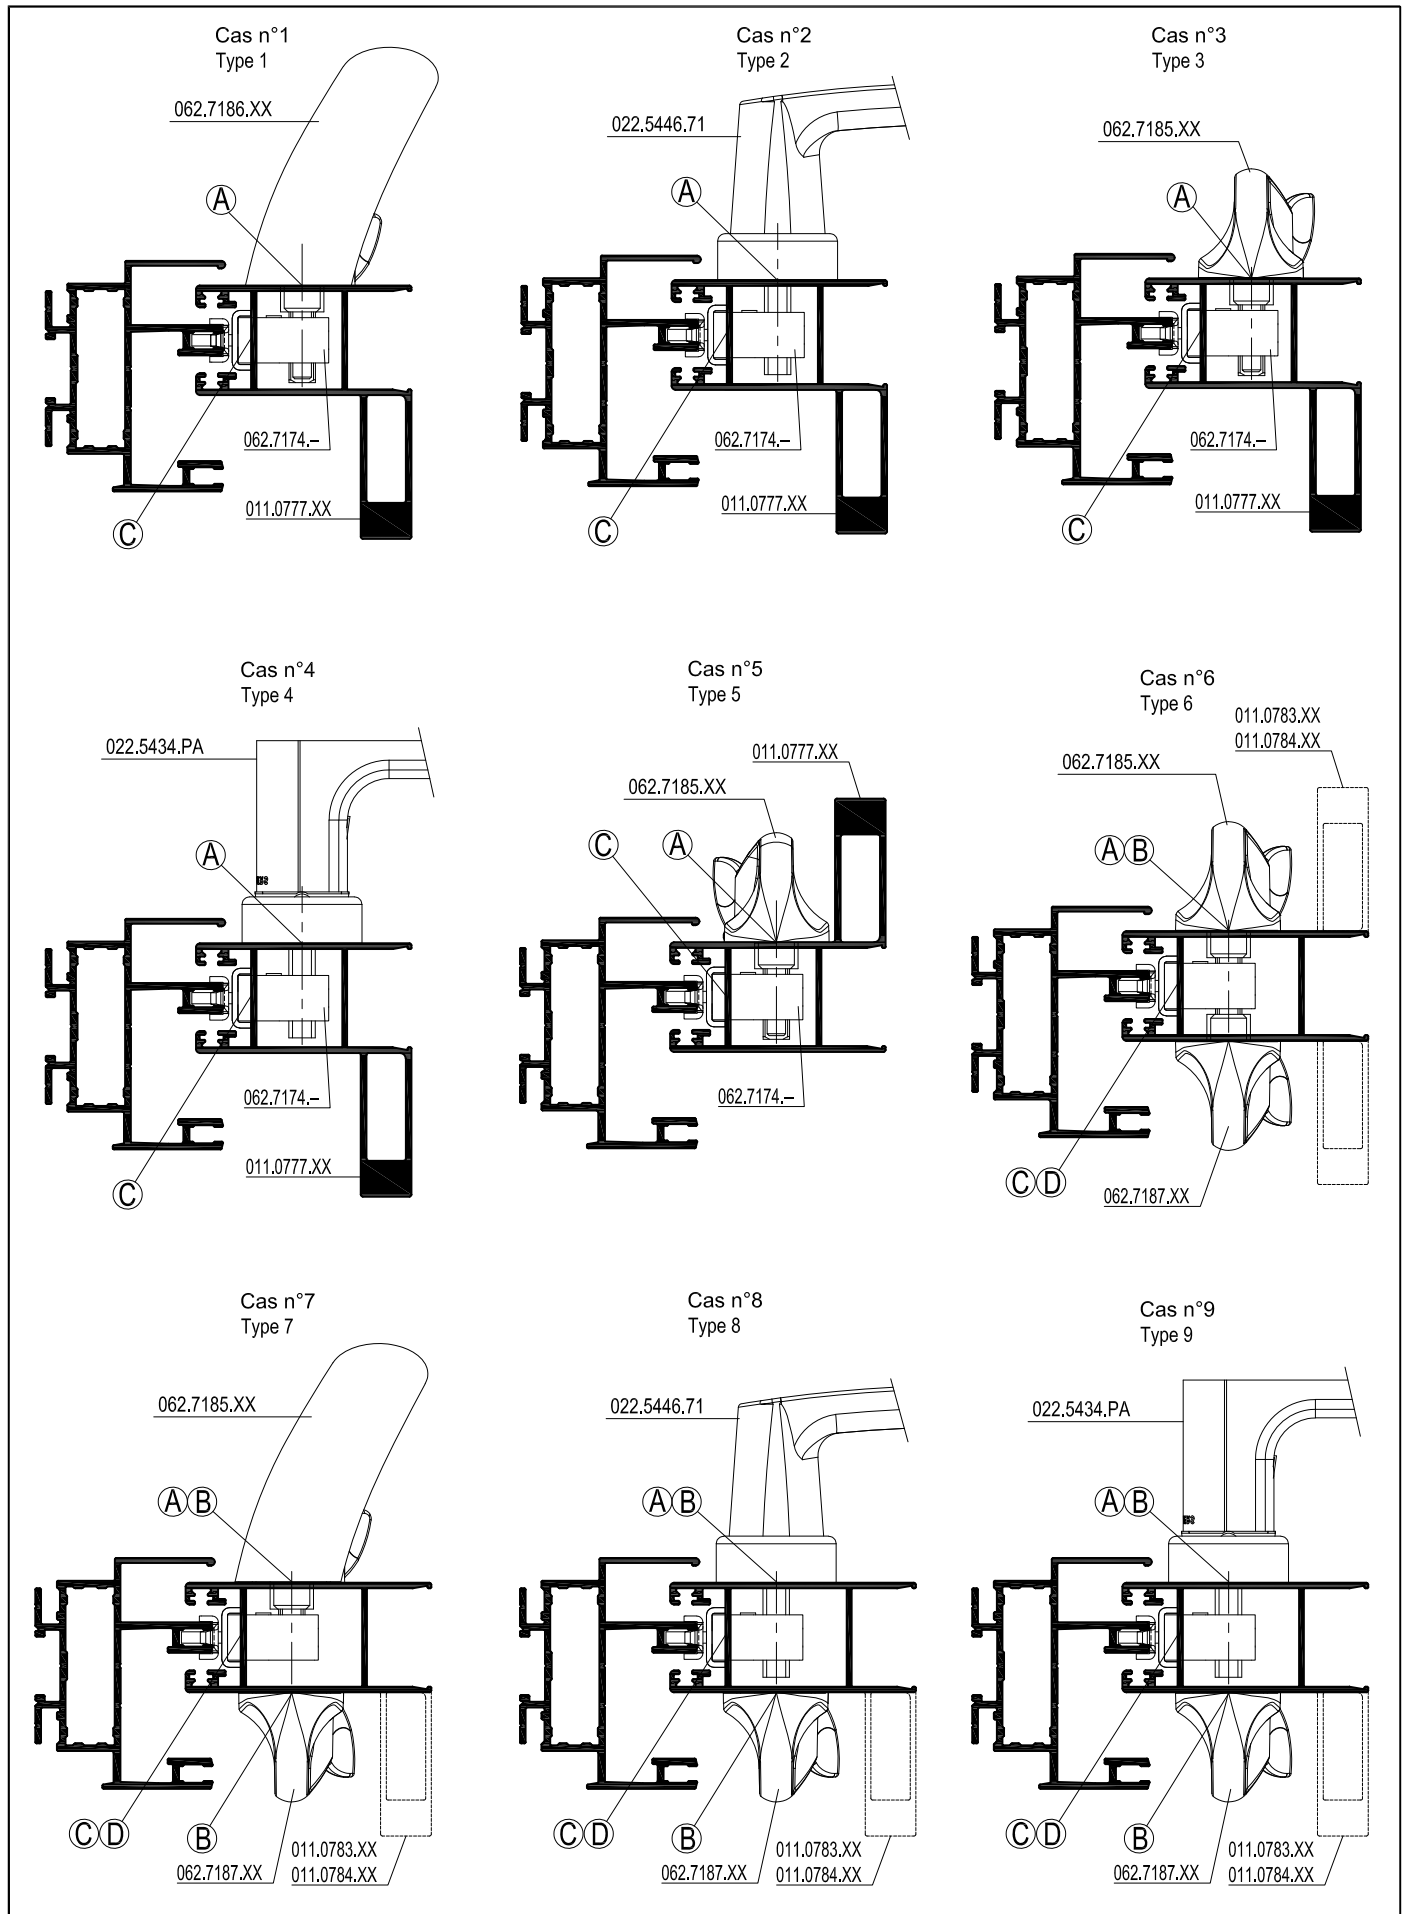 Cas n°1
Type 1
062.7186.XX
A
062.7174.–
011.0777.XX
C
Cas n°2
Type 2
022.5446.71
A
062.7174.–
011.0777.XX
C
Cas n°3
Type 3
062.7185.XX
A
062.7174.–
011.0777.XX
C
Cas n°4
Type 4
022.5434.PA
A
062.7174.–
011.0777.XX
C
Cas n°5
Type 5
011.0777.XX
062.7185.XX
C A
062.7174.–
Cas n°6
Type 6
011.0783.XX
011.0784.XX
062.7185.XX
A B
C D
062.7187.XX
Cas n°7
Type 7
062.7185.XX
A B
C D
B
011.0783.XX
062.7187.XX 011.0784.XX
Cas n°8
Type 8
022.5446.71
A B
C D
B
011.0783.XX
062.7187.XX 011.0784.XX
Cas n°9
Type 9
022.5434.PA
A B
C D
B
011.0783.XX
062.7187.XX 011.0784.XX